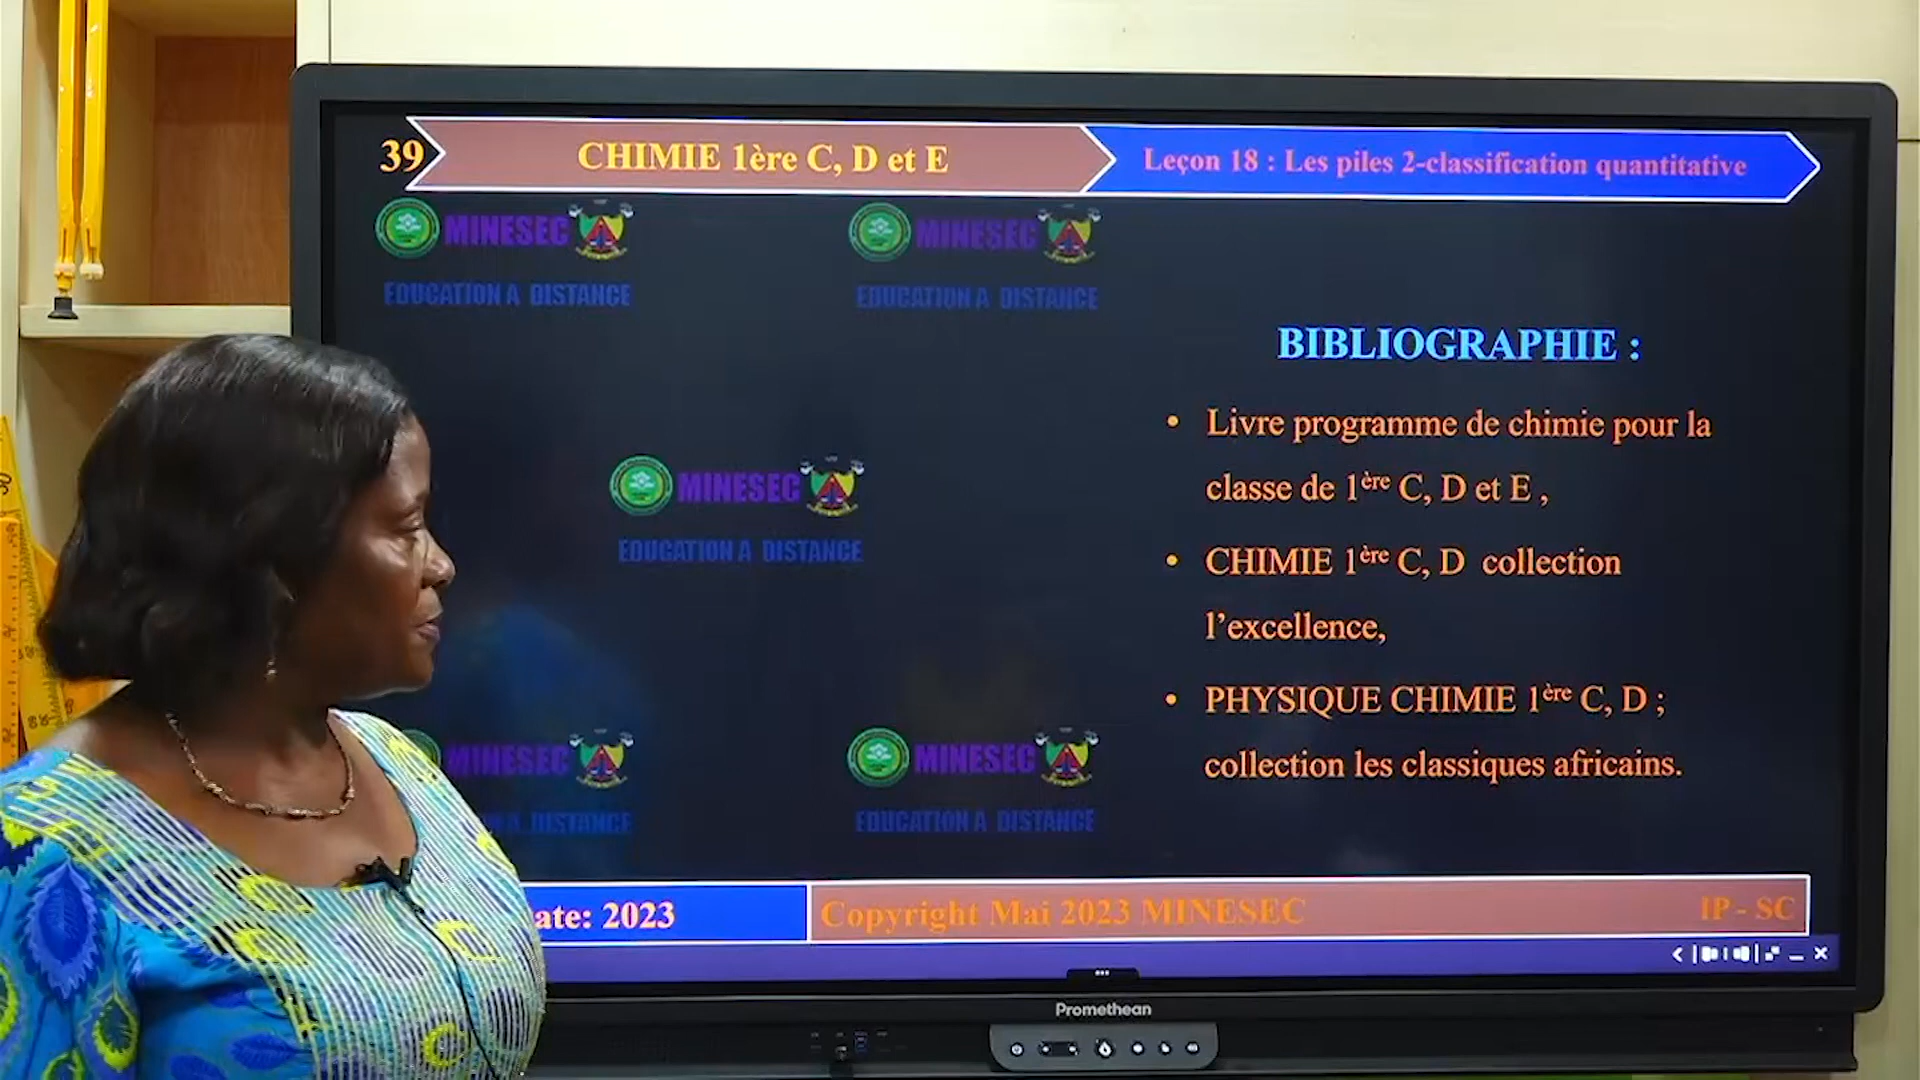 39
CHIMIE 1ère C, D et E
Leçon 18 : Les piles 2-classification quantitative
MINESEC
EDUCATION A DISTANCE
MINESEC
EDUCATION A DISTANCE
BIBLIOGRAPHIE :
• Livre programme de chimie pour la
classe de 1ère C, D et E ,
MINESEC
EDUCATION A DISTANCE
• CHIMIE 1ère C, D collection
l’excellence,
• PHYSIQUE CHIMIE 1ère C, D ;
collection les classiques africains.
MINESEC
A DISTANCE
MINESEC
EDUCATION A DISTANCE
ate: 2023
Copyright Mai 2023 MINESEC
IP - SC
Promethean